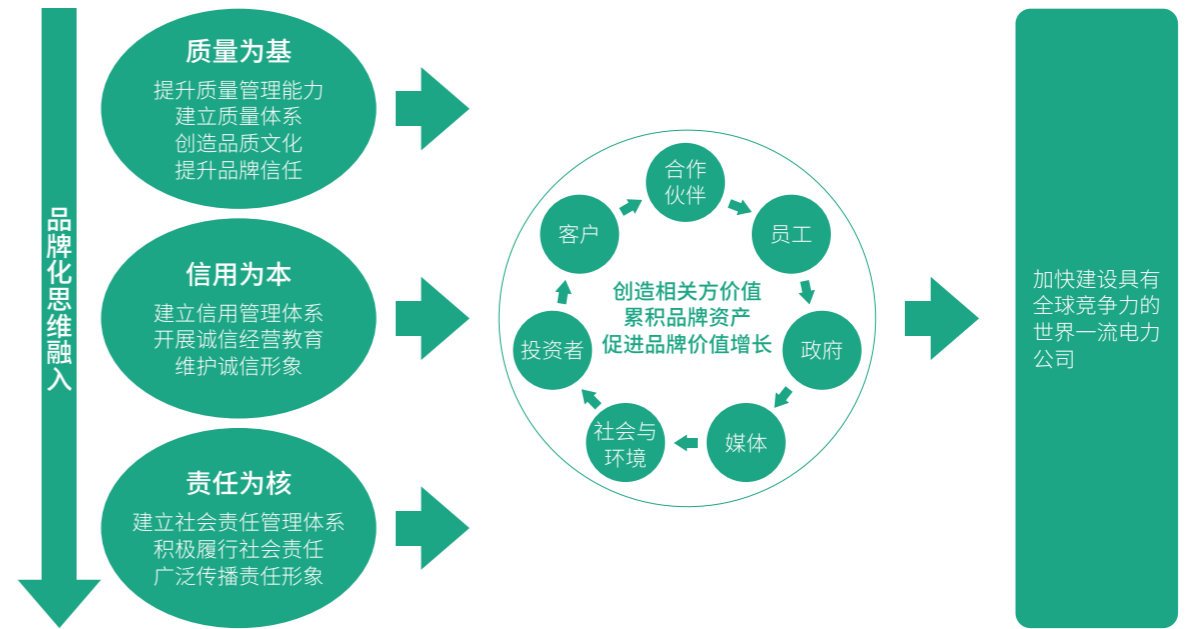 品牌化思维融入
质量为基
提升质量管理能力
建立质量体系
创造品质文化
提升品牌信任
信用为本
建立信用管理体系
开展诚信经营教育
维护诚信形象
责任为核
建立社会责任管理体系
积极履行社会责任
广泛传播责任形象
合作
伙伴
员工
政府
媒体
社会与
环境
投资者
客户
创造相关方价值
累积品牌资产
促进品牌价值增长
加快建设具有
全球竞争力的
世界一流电力
公司